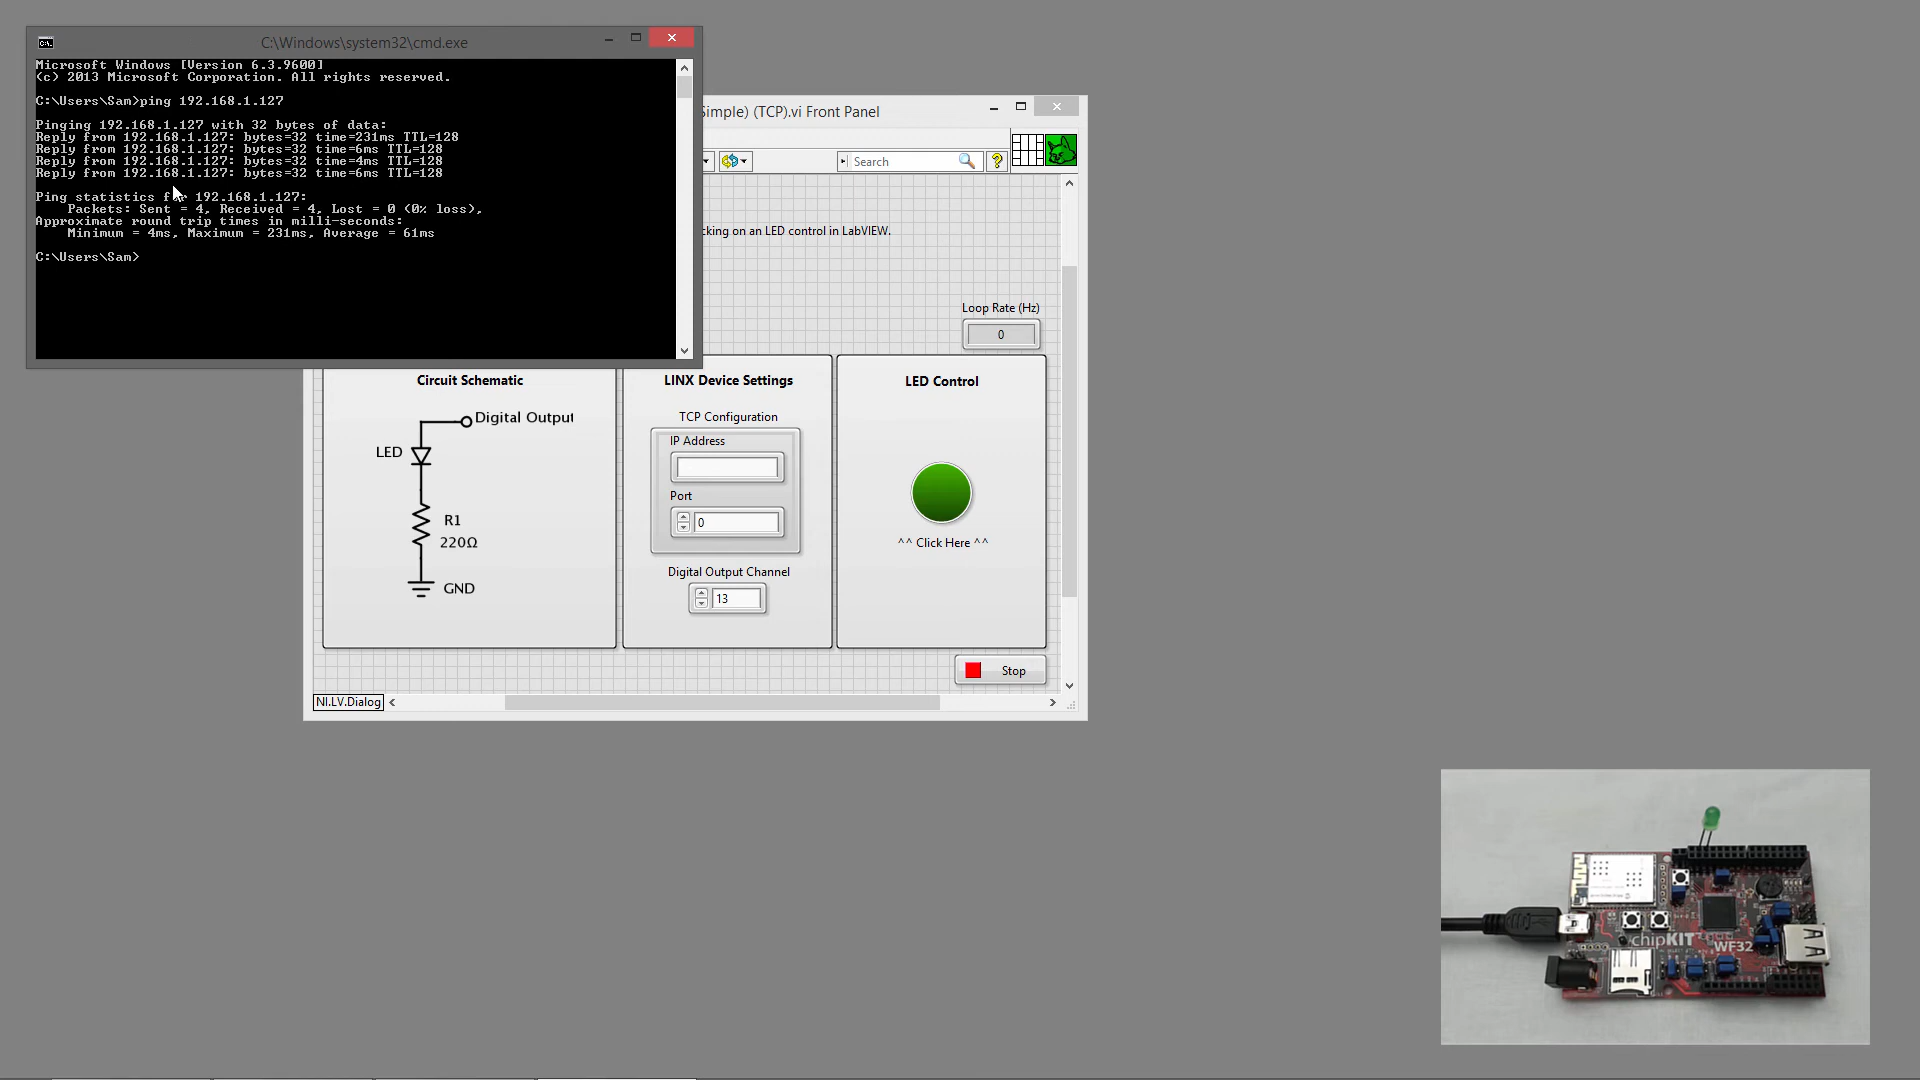 C:\Windows\system32\cmd.exe
Microsoft Windows [Version 6.3.9600]
(c) 2013 Microsoft Corporation. All rights reserved.
C:\Users\Sam>ping 192.168.1.127
Pinging 192.168.1.127 with 32 bytes of data:
Reply from 192.168.1.127: bytes=32 time=231ms TTL=128
Reply from 192.168.1.127: bytes=32 time=6ms TTL=128
Reply from 192.168.1.127: bytes=32 time=4ms TTL=128
Reply from 192.168.1.127: bytes=32 time=6ms TTL=128
Ping statistics for 192.168.1.127:
Packets: Sent = 4, Received = 4, Lost = 0 (0% loss),
Approximate round trip times in milli-seconds:
Minimum = 4ms, Maximum = 231ms, Average = 61ms
C:\Users\Sam>
Simple) (TCP).vi Front Panel
Search
?
cking on an LED control in LabVIEW.
Loop Rate (Hz)
0
Circuit Schematic
Digital Output
LED
R1
220Ω
GND
LINX Device Settings
TCP Configuration
IP Address
Port
0
Digital Output Channel
13
LED Control
^^ Click Here ^^
Stop
NI.LV.Dialog
chipKIT
WF32